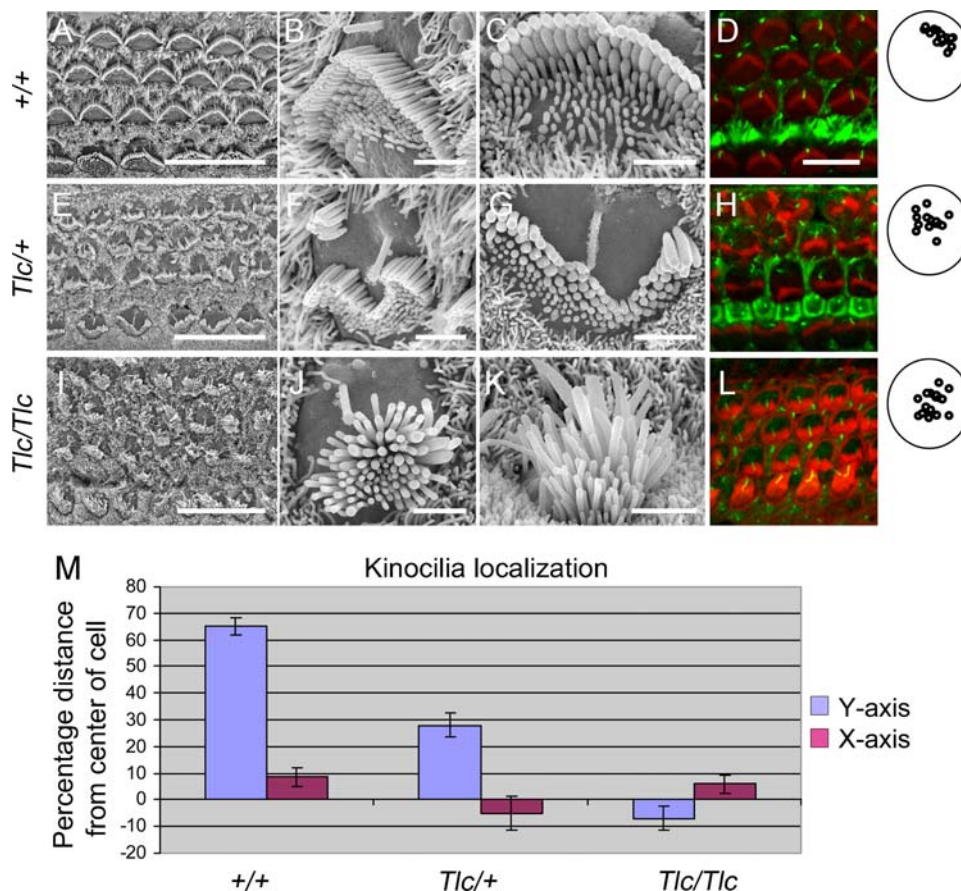 A B C D
+/+
E F G H
Tlc/+
I J K L
Tlc/Tlc
M Kinocilia localization
Percentage distance
from center of cell
80
70
60
50
40
30
20
10
0
-10
-20
Y-axis
X-axis
+/+ Tlc/+ Tlc/Tlc